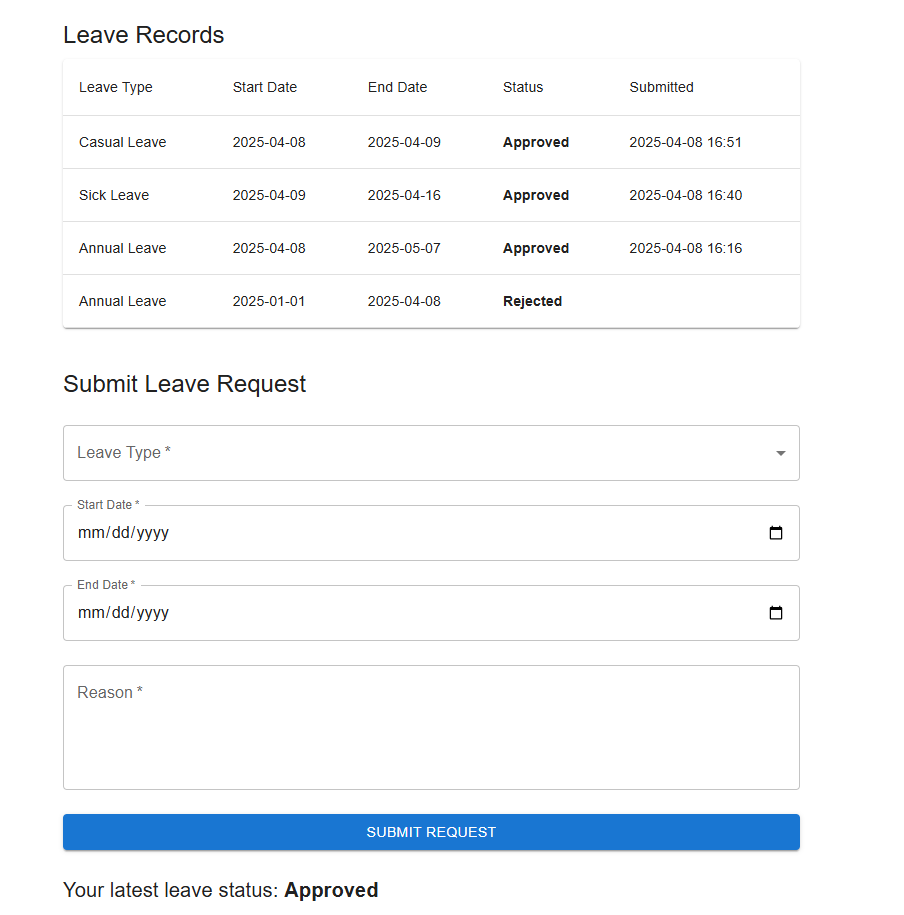 Leave Records
Leave Type Start Date End Date Status Submitted
Casual Leave 2025-04-08 2025-04-09 Approved 2025-04-08 16:51
Sick Leave 2025-04-09 2025-04-16 Approved 2025-04-08 16:40
Annual Leave 2025-04-08 2025-05-07 Approved 2025-04-08 16:16
Annual Leave 2025-01-01 2025-04-08 Rejected
Submit Leave Request
Leave Type *
Start Date *
mm/dd/yyyy
End Date *
mm/dd/yyyy
Reason *
SUBMIT REQUEST
Your latest leave status: Approved